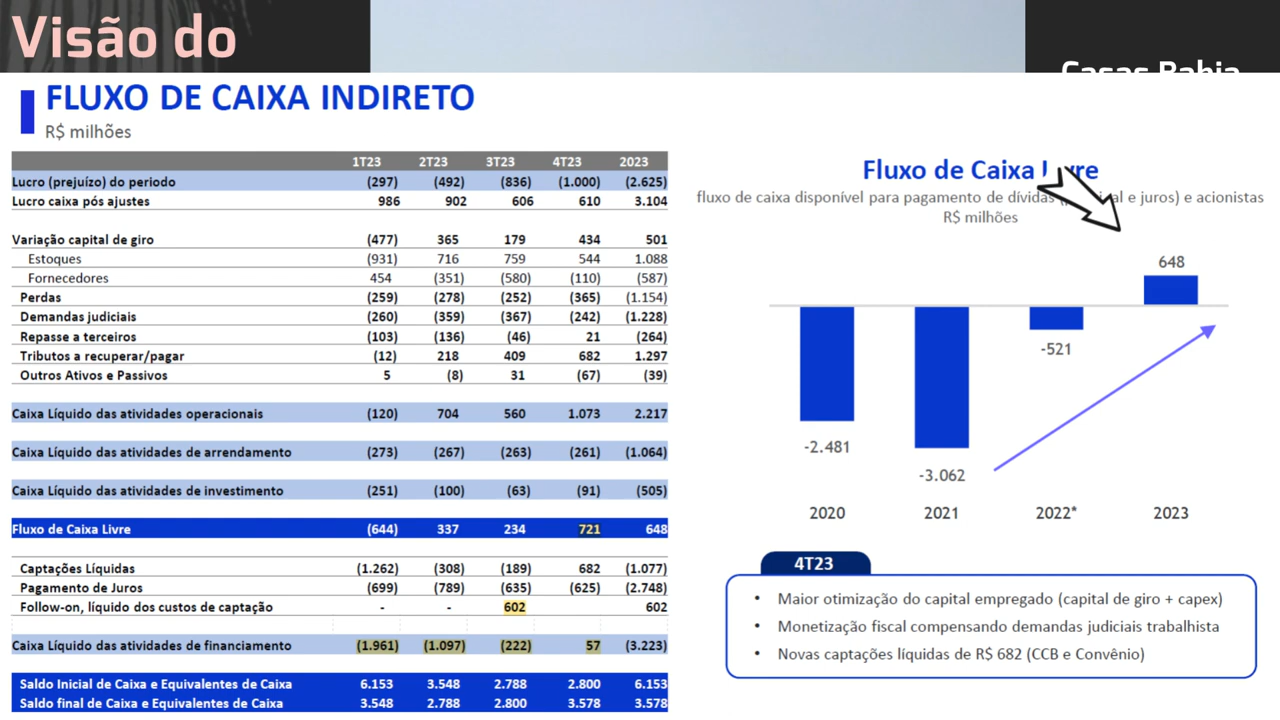 Visão do
Casas Bahia
FLUXO DE CAIXA INDIRETO
R$ milhões
1T23 2T23 3T23 4T23 2023
Lucro (prejuízo) do periodo (297) (492) (836) (1.000) (2.625)
Lucro caixa pós ajustes 986 902 606 610 3.104
Variação capital de giro (477) 365 179 434 501
Estoques (931) 716 759 544 1.088
Fornecedores 454 (351) (580) (110) (587)
Perdas (259) (278) (252) (365) (1.154)
Demandas judiciais (260) (359) (367) (242) (1.228)
Repasse a terceiros (103) (136) (46) 21 (264)
Tributos a recuperar/pagar (12) 218 409 682 1.297
Outros Ativos e Passivos 5 (8) 31 (67) (39)
Caixa Líquido das atividades operacionais (120) 704 560 1.073 2.217
Caixa Líquido das atividades de arrendamento (273) (267) (263) (261) (1.064)
Caixa Líquido das atividades de investimento (251) (100) (63) (91) (505)
Fluxo de Caixa Livre (644) 337 234 721 648
Captações Líquidas (1.262) (308) (189) 682 (1.077)
Pagamento de Juros (699) (789) (635) (625) (2.748)
Follow-on, líquido dos custos de captação - - 602 602
Caixa Líquido das atividades de financiamento (1.961) (1.097) (222) 57 (3.223)
Saldo Inicial de Caixa e Equivalentes de Caixa 6.153 3.548 2.788 2.800 6.153
Saldo final de Caixa e Equivalentes de Caixa 3.548 2.788 2.800 3.578 3.578
Fluxo de Caixa Livre
fluxo de caixa disponível para pagamento de dívidas e juros) e acionistas
R$ milhões
648
-521
-2.481
-3.062
2020 2021 2022* 2023
4T23
• Maior otimização do capital empregado (capital de giro + capex)
• Monetização fiscal compensando demandas judiciais trabalhista
• Novas captações líquidas de R$ 682 (CCB e Convênio)